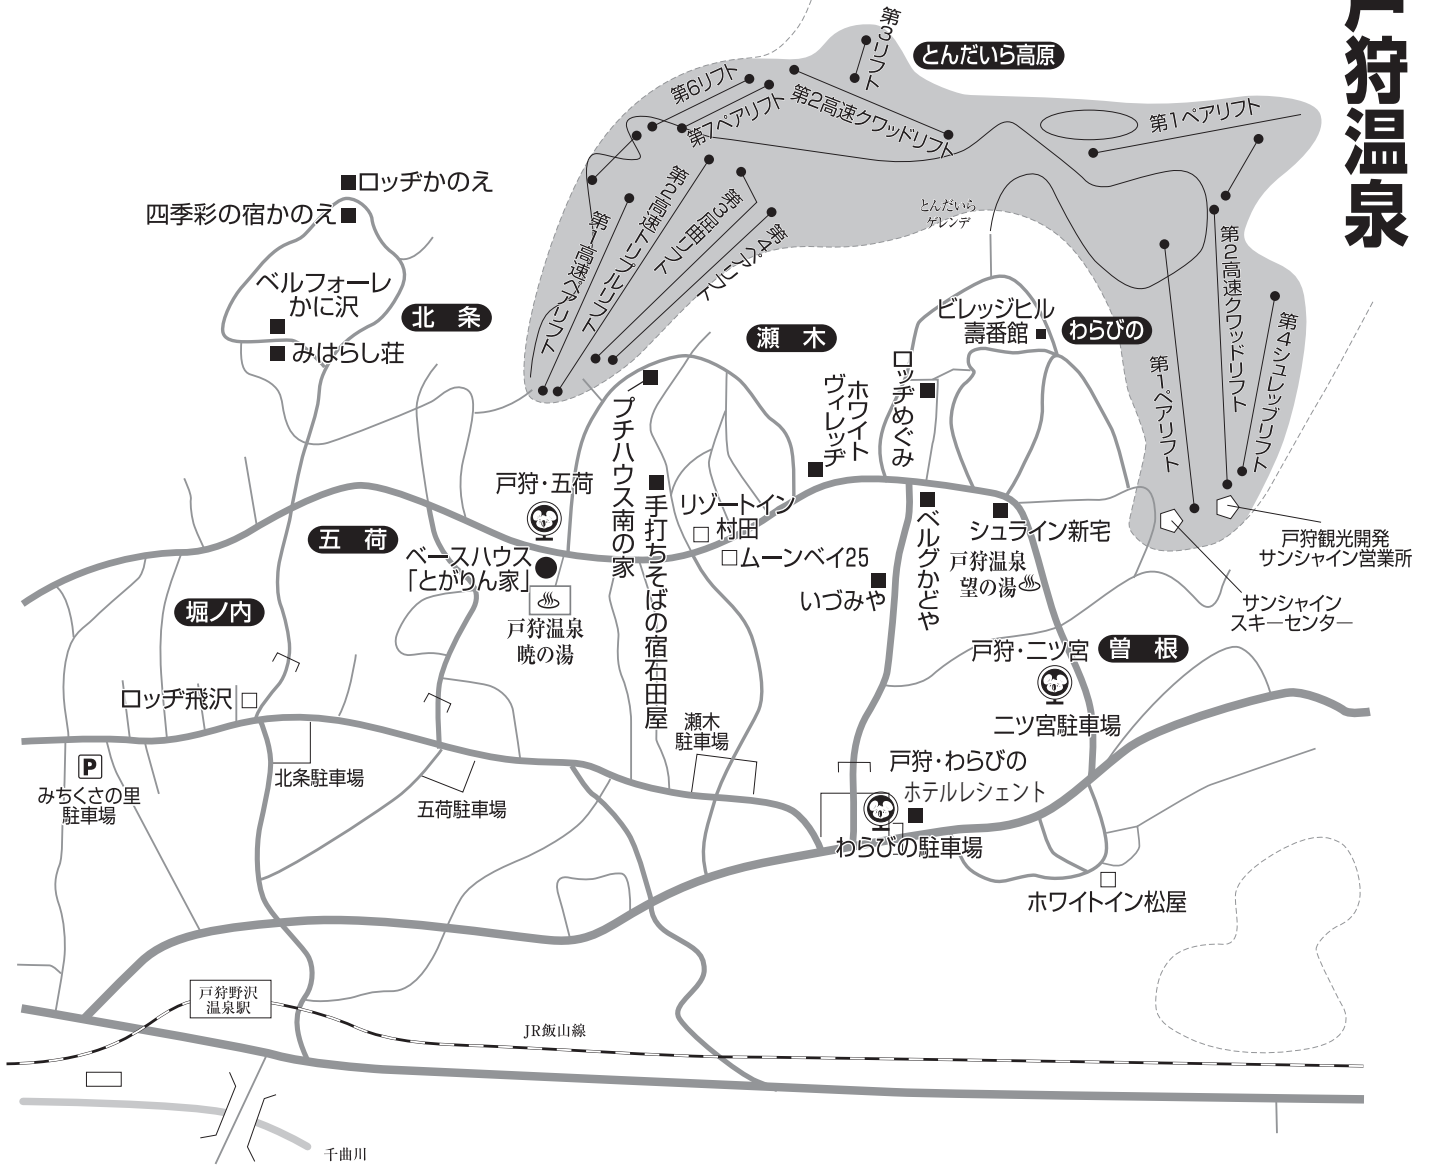 戸狩温泉
第3リフト
とんだいら高原
第6リフト
第7ペアリフト
第2高速クワッドリフト
第1ペアリフト
ロッヂかのえ
四季彩の宿かのえ
第1高速ペアリフト
第2高速トリプルリフト
第3屈曲リフト
第4ペアリフト
とんだいら
ゲレンデ
第2高速クワッドリフト
ベルフォーレ
かに沢
北 条
みはらし荘
瀬 木
ビレッジヒル
壽番館
わらびの
第1ペアリフト
第4シュレップリフト
ロッヂめぐみ
ホワイト
ヴィレッヂ
プチハウス南の家
戸狩・五荷
手打ちそばの宿石田屋
リゾートイン
村田
ベルグかどや
シュライン新宅
戸狩観光開発
サンシャイン営業所
五 荷
ベースハウス
「とがりん家」
ムーンベイ25
戸狩温泉
望の湯
いづみや
サンシャイン
スキーセンター
堀ノ内
戸狩温泉
暁の湯
戸狩・二ツ宮
曽 根
ロッヂ飛沢
瀬木
駐車場
二ツ宮駐車場
P
みちくさの里
駐車場
北条駐車場
五荷駐車場
戸狩・わらびの
ホテルレシェント
わらびの駐車場
ホワイトイン松屋
戸狩野沢
温泉駅
JR飯山線
千曲川